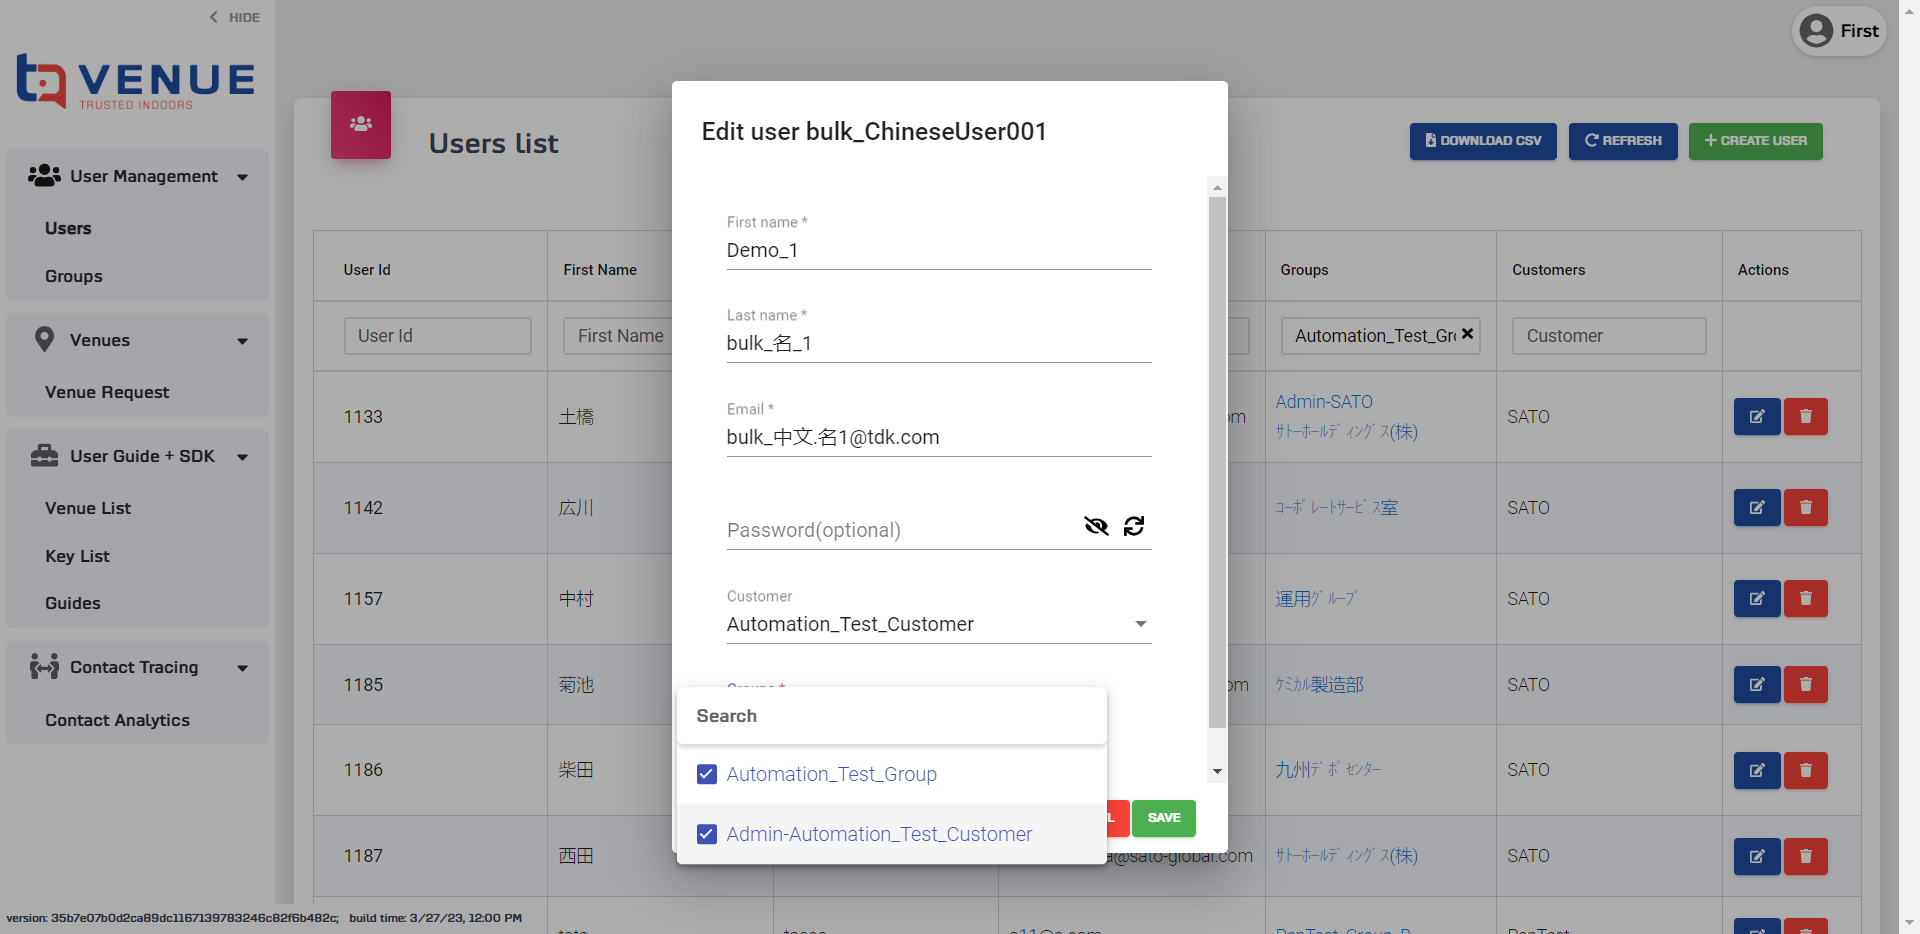 HIDE
First
VENUE
TRUSTED INDOORS
User Management
Users
Groups
Venues
Venue Request
User Guide + SDK
Venue List
Key List
Guides
Contact Tracing
Contact Analytics
version: 35b7e07b0d2ca89dc1167139783246c82f6b482c; build time: 3/27/23, 12:00 PM
Users list
DOWNLOAD CSV
REFRESH
CREATE USER
User Id
First Name
Groups
Customers
Actions
User Id
First Name
Automation_Test_Gr
Customer
1133
土橋
om
Admin-SATO
ｻﾄｰﾎｰﾙﾃﾞｨﾝｸﾞｽ(株)
SATO
1142
広川
ｺｰﾎﾟﾚｰﾄｻｰﾋﾞｽ室
SATO
1157
中村
運用ｸﾞﾙｰﾌﾟ
SATO
1185
菊池
om
ｹﾐｶﾙ製造部
SATO
1186
柴田
九州ﾃﾞﾎﾟｾﾝﾀｰ
SATO
1187
西田
a@sato-global.com
ｻﾄｰﾎｰﾙﾃﾞｨﾝｸﾞｽ(株)
SATO
Edit user bulk_ChineseUser001
First name *
Demo_1
Last name *
bulk_名_1
Email *
bulk_中文.名1@tdk.com
Password(optional)
Customer
Automation_Test_Customer
Groups *
Search
Automation_Test_Group
Admin-Automation_Test_Customer
L
SAVE